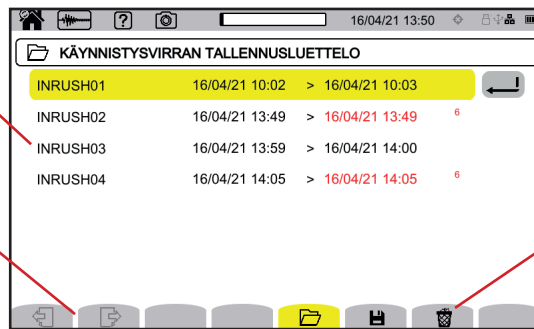 16/04/21 13:50
KÄYNNISTYSVIRRAN TALLENNUSLUETTELO
INRUSH01 16/04/21 10:02 > 16/04/21 10:03
INRUSH02 16/04/21 13:49 > 16/04/21 13:49 6
INRUSH03 16/04/21 13:59 > 16/04/21 14:00
INRUSH04 16/04/21 14:05 > 16/04/21 14:05 6